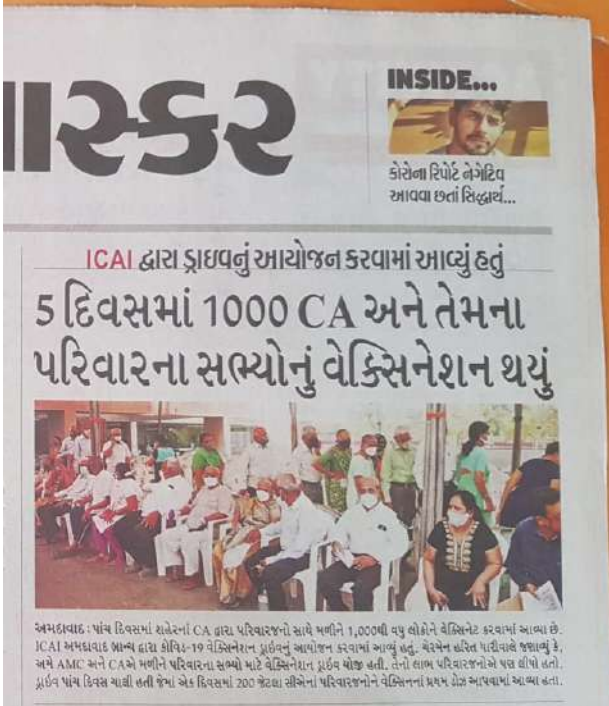 ાસ્કર
INSIDE...
કોરોના રિપોર્ટ નેગેટિવ
આવવા છતાં સિદ્ધાર્થ...
ICAI દ્વારા ડ્રાઇવનું આયોજન કરવામાં આવ્યું હતું
5 દિવસમાં 1000 CA અને તેમના
પરિવારના સભ્યોનું વેક્સિનેશન થયું
અમદાવાદ : પાંચ દિવસમાં શહેરનાં CA દ્વારા પરિવારજનો સાથે મળીને 1,000થી વધુ લોકોને વેક્સિનેટ કરવામાં આવ્યા છે.
ICAI અમદાવાદ બ્રાન્ચ દ્વારા કોવિડ-19 વેક્સિનેશન ડ્રાઇવનું આયોજન કરવામાં આવ્યું હતું. ચેરમેન હરિત ધારીવાલે જણાવ્યું કે,
અમે AMC અને CAએ મળીને પરિવારના સભ્યો માટે વેક્સિનેશન ડ્રાઇવ યોજી હતી. તેનો લાભ પરિવારજનોએ પણ લીધો હતો.
ડ્રાઇવ પાંચ દિવસ ચાલી હતી જેમાં એક દિવસમાં 200 જેટલા સીએનાં પરિવારજનને વેક્સિનનાં પ્રથમ ડોઝ આપવામાં આવ્યા હતા.